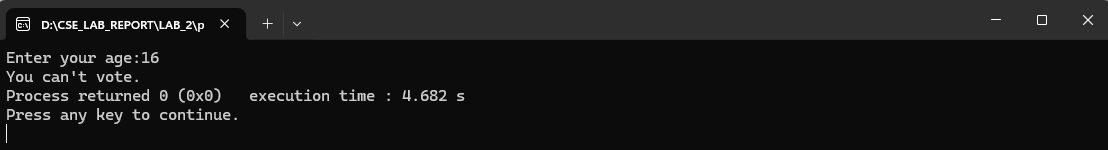 D:\CSE_LAB_REPORT\LAB_2\p
Enter your age:16
You can't vote.
Process returned 0 (0x0)   execution time : 4.682 s
Press any key to continue.